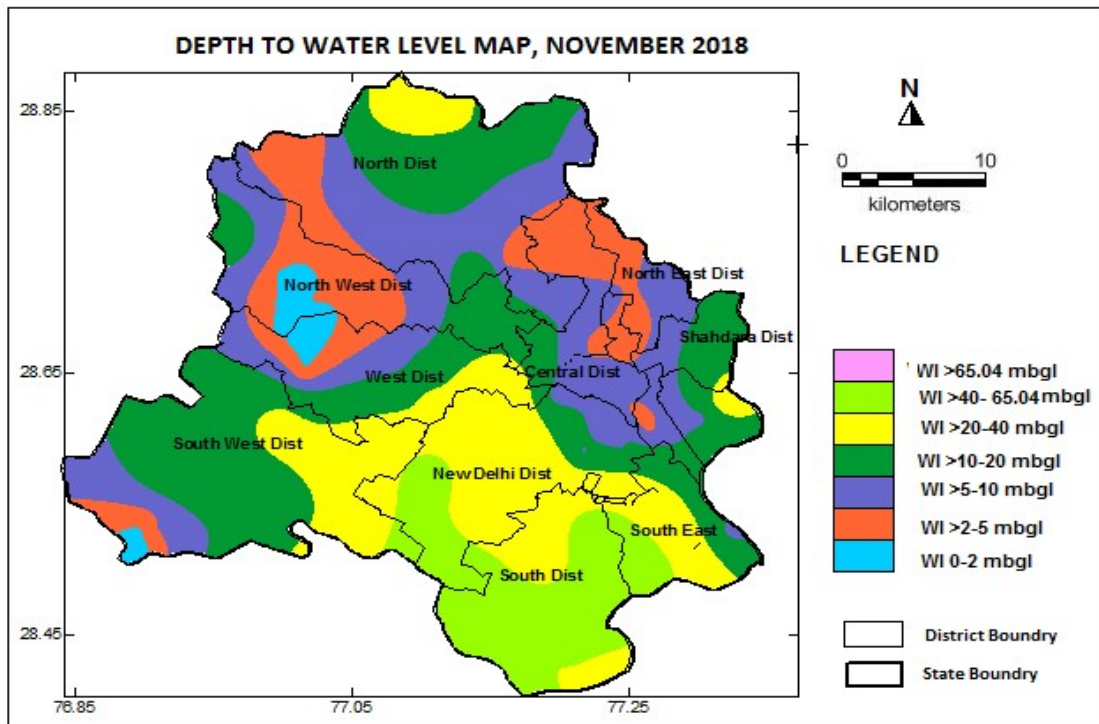 DEPTH TO WATER LEVEL MAP, NOVEMBER 2018
28.85
28.65
28.45
76.85
77.05
77.25
North Dist
North East Dist
North West Dist
Shahdara Dist
West Dist
Central Dist
South West Dist
New Delhi Dist
South East
South Dist
N
0
10
kilometers
LEGEND
WI >65.04 mbgl
WI >40- 65.04 mbgl
WI >20-40 mbgl
WI >10-20 mbgl
WI >5-10 mbgl
WI >2-5 mbgl
WI 0-2 mbgl
District Boundry
State Boundry